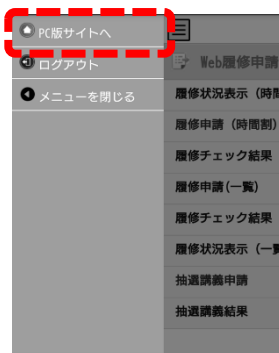 PC版サイトへ
ログアウト
メニューを閉じる
Web履修申請
履修状況表示（時間
履修申請（時間割）
履修チェック結果
履修申請(一覧)
履修チェック結果
履修状況表示（一覧
抽選講義申請
抽選講義結果